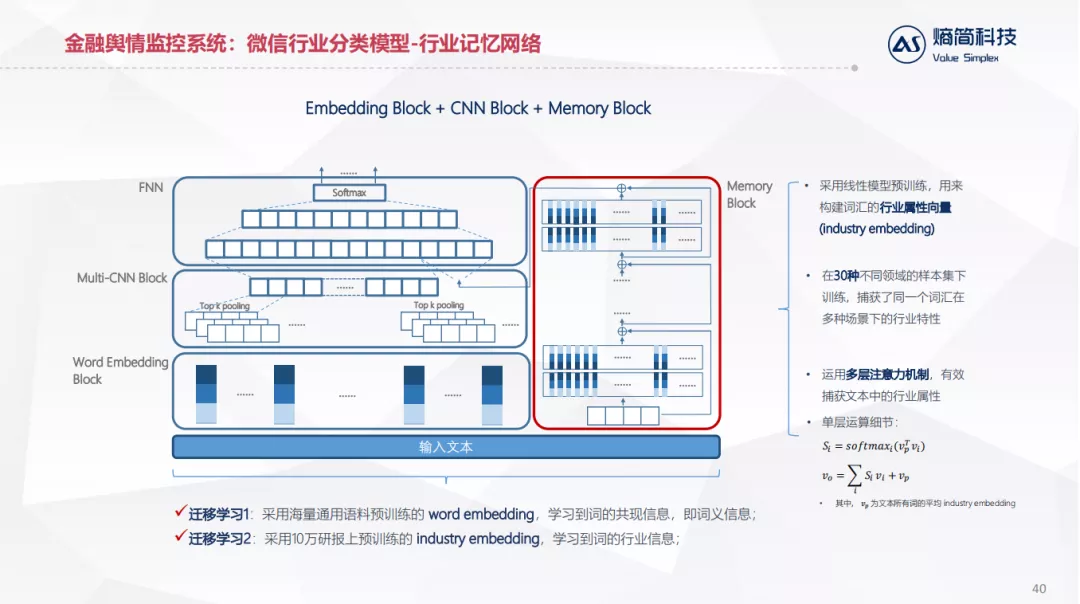 金融舆情监控系统：微信行业分类模型-行业记忆网络
熵简科技
Value Simplex
Embedding Block + CNN Block + Memory Block
FNN
......
Softmax
Multi-CNN Block
......
Top k pooling
Top k pooling
......
......
Word Embedding
Block
......
......
......
Memory
Block
......
......
......
......
......
......
......
......
......
......
输入文本
• 采用线性模型预训练，用来
构建词汇的行业属性向量
(industry embedding)
• 在30种不同领域的样本集下
训练，捕获了同一个词汇在
多种场景下的行业特性
• 运用多层注意力机制，有效
捕获文本中的行业属性
• 单层运算细节：
Sᵢ = softmaxᵢ(vₚᵀvᵢ)
vₒ = ∑ᵢ Sᵢ vᵢ + vₚ
• 其中，vₚ 为文本所有词的平均 industry embedding
✓迁移学习1：采用海量通用语料预训练的 word embedding，学习到词的共现信息，即词义信息；
✓迁移学习2：采用10万研报上预训练的 industry embedding，学习到词的行业信息；
40